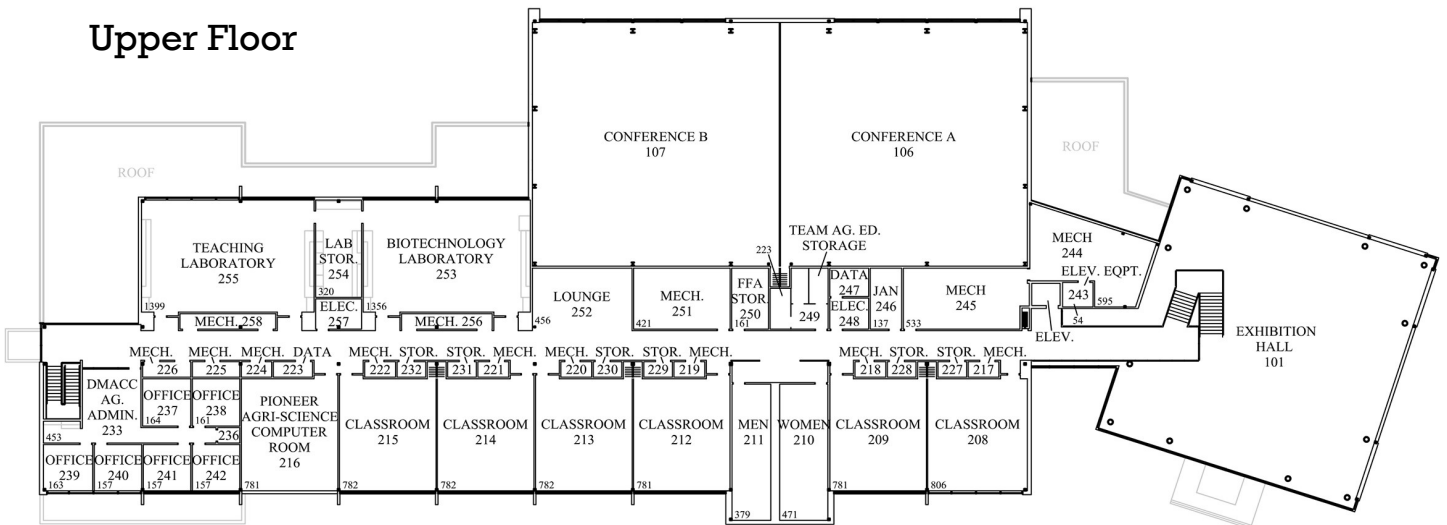 Upper Floor
ROOF
CONFERENCE B
107
CONFERENCE A
106
ROOF
TEACHING
LABORATORY
255
1399
LAB
STOR.
254
320
ELEC.
257
BIOTECHNOLOGY
LABORATORY
253
1356
MECH. 258
MECH. 256
LOUNGE
252
456
MECH.
251
421
FFA
STOR.
250
161
223
TEAM AG. ED.
STORAGE
249
DATA
247
ELEC.
248
JAN
246
137
MECH
245
533
MECH
244
595
ELEV. EQPT.
243
54
ELEV.
EXHIBITION
HALL
101
MECH.
226
MECH.
225
MECH.
224
DATA
223
MECH.
222
STOR.
232
STOR.
231
MECH.
221
MECH.
220
STOR.
230
STOR.
229
MECH.
219
MECH.
218
STOR.
228
STOR.
227
MECH.
217
DMACC
AG.
ADMIN.
233
453
OFFICE
237
164
OFFICE
238
161
236
OFFICE
239
163
OFFICE
240
157
OFFICE
241
157
OFFICE
242
157
PIONEER
AGRI-SCIENCE
COMPUTER
ROOM
216
781
CLASSROOM
215
782
CLASSROOM
214
782
CLASSROOM
213
782
CLASSROOM
212
781
MEN
211
379
WOMEN
210
471
CLASSROOM
209
781
CLASSROOM
208
806